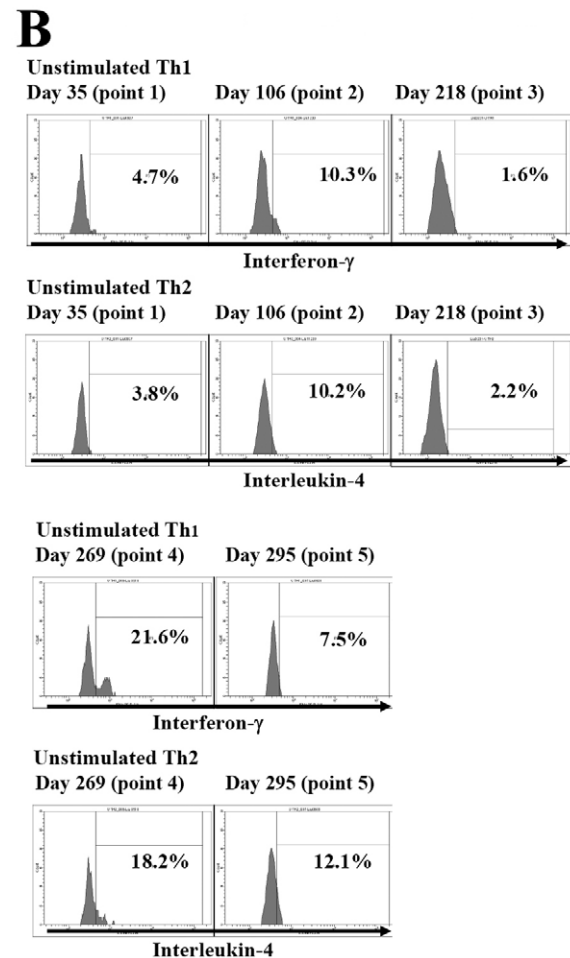 B
Unstimulated Th1
Day 35 (point 1) Day 106 (point 2) Day 218 (point 3)
4.7% 10.3% 1.6%
Interferon-γ
Unstimulated Th2
Day 35 (point 1) Day 106 (point 2) Day 218 (point 3)
3.8% 10.2% 2.2%
Interleukin-4
Unstimulated Th1
Day 269 (point 4) Day 295 (point 5)
21.6% 7.5%
Interferon-γ
Unstimulated Th2
Day 269 (point 4) Day 295 (point 5)
18.2% 12.1%
Interleukin-4